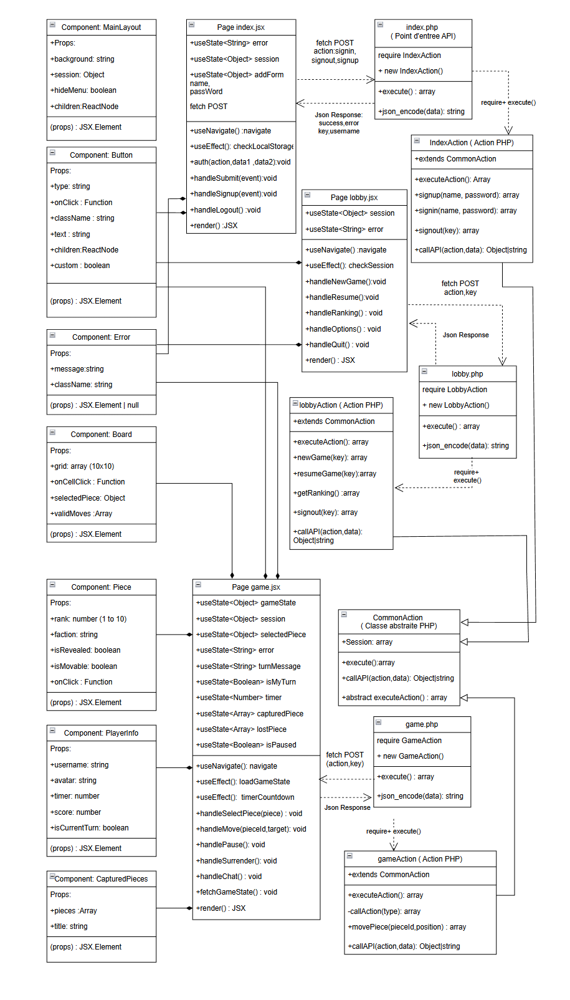 Component: MainLayout
+Props:
+background: string
+session: Object
+hideMenu: boolean
+children:ReactNode
(props) : JSX.Element
Component: Button
Props:
+type: string
+onClick : Function
+className : string
+text : string
+children:ReactNode
+custom : boolean
(props) : JSX.Element
Component: Error
Props:
+message:string
+className: string
(props) : JSX.Element | null
Component: Board
Props:
+grid: array (10x10)
+onCellClick : Function
+selectedPiece: Object
+validMoves :Array
(props) : JSX.Element
Component: Piece
Props:
+rank: number (1 to 10)
+faction: string
+isRevealed: boolean
+isMovable: boolean
+onClick : Function
(props) : JSX.Element
Component: PlayerInfo
Props:
+username: string
+avatar: string
+timer: number
+score: number
+isCurrentTurn: boolean
(props) : JSX.Element
Component: CapturedPieces
Props:
+pieces :Array
+title: string
(props) : JSX.Element
Page index.jsx
+useState<String> error
+useState<Object> session
+useState<Object> addForm
name,
passWord
fetch POST
+useNavigate() :navigate
+useEffect(): checkLocalStorage
+auth(action,data1 ,data2):void
+handleSubmit(event):void
+handleSignup(event):void
+handleLogout() :void
+render() :JSX
fetch POST
action:signin,
signout,signup
Json Response:
success,error
key,username
index.php
( Point d'entree API)
require IndexAction
+ new IndexAction()
+execute() : array
+json_encode(data): string
require+ execute()
IndexAction ( Action PHP)
+extends CommonAction
+executeAction(): Array
+signup(name, password): array
+signin(name, password): array
+signout(key): array
+callAPI(action,data): Object|string
Page lobby.jsx
+useState<Object> session
+useState<String> error
+useNavigate() :navigate
+useEffect(): checkSession
+handleNewGame():void
+handleResume():void
+handleRanking() : void
+handleOptions() : void
+handleQuit() : void
+render() : JSX
fetch POST
action,key
Json Response
lobby.php
require LobbyAction
+ new LobbyAction()
+execute() : array
+json_encode(data): string
require+
execute()
lobbyAction ( Action PHP)
+extends CommonAction
+executeAction(): array
+newGame(key): array
+resumeGame(key):array
+getRanking() :array
+signout(key): array
+callAPI(action,data):
Object|string
Page game.jsx
+useState<Object> gameState
+useState<Object> session
+useState<Object> selectedPiece
+useState<String> error
+useState<String> turnMessage
+useState<Boolean> isMyTurn
+useState<Number> timer
+useState<Array> capturedPiece
+useState<Array> lostPiece
+useState<Boolean> isPaused
+useNavigate(): navigate
+useEffect(): loadGameState
+useEffect():  timerCountdown
+handleSelectPiece(piece) : void
+handleMove(pieceId,target): void
+handlePause(): void
+handleSurrender(): void
+handleChat() : void
+fetchGameState() : void
+render() : JSX
CommonAction
( Classe abstraite PHP)
+Session: array
+execute():array
+callAPI(action,data): Object|string
+abstract executeAction() : array
fetch POST
(action,key)
Json Response
game.php
require GameAction
+ new GameAction()
+execute() : array
+json_encode(data): string
require+ execute()
gameAction ( Action PHP)
+extends CommonAction
+executeAction(): array
-callAction(type): array
+movePiece(pieceId,position) : array
+callAPI(action,data): Object|string